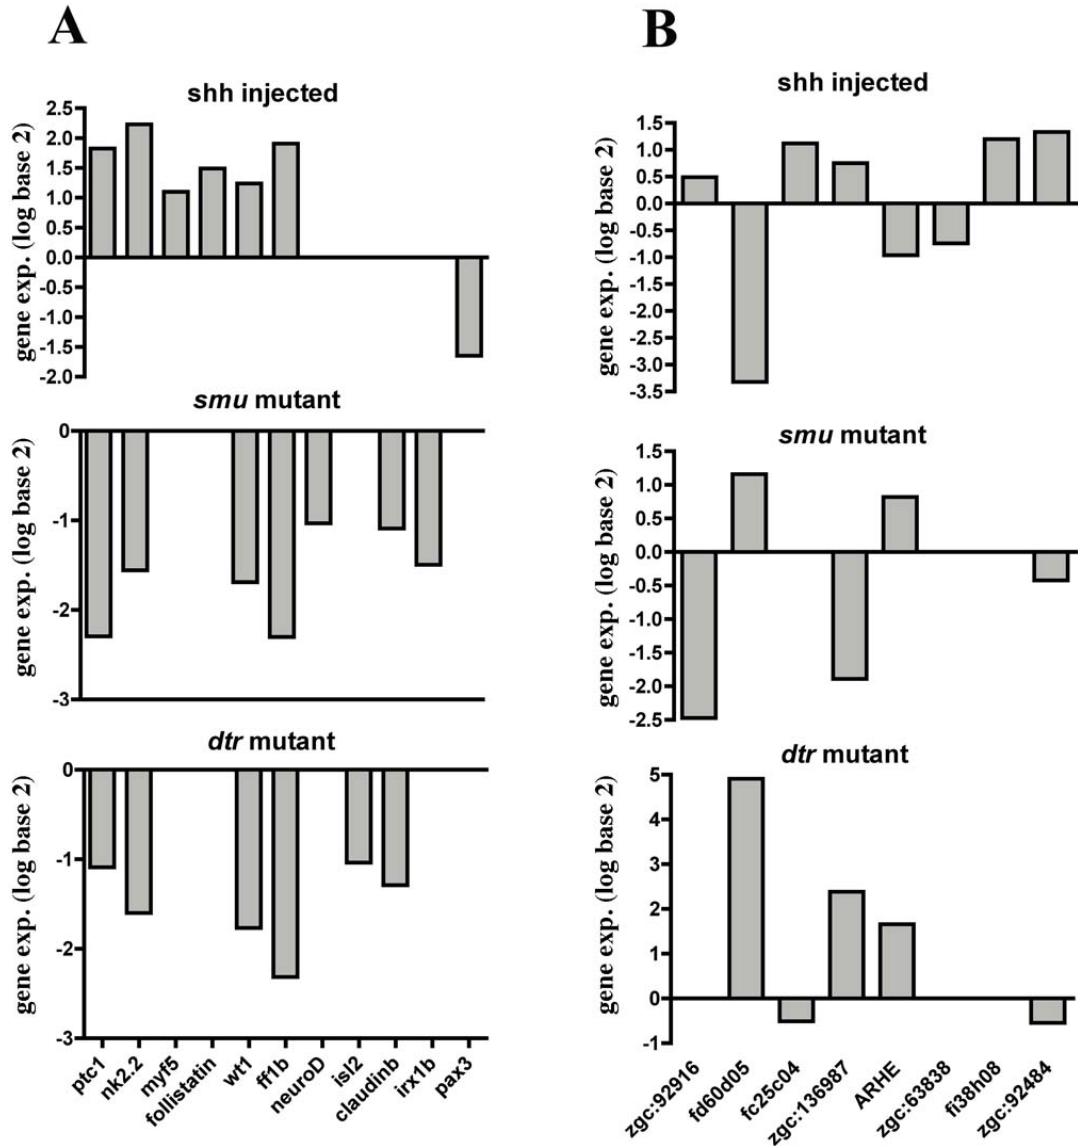 A
shh injected
gene exp. (log base 2)
2.5
2.0
1.5
1.0
0.5
0.0
-0.5
-1.0
-1.5
-2.0
smu mutant
gene exp. (log base 2)
0
-1
-2
-3
dtr mutant
gene exp. (log base 2)
0
-1
-2
-3
ptc1
nk2.2
myf5
follistatin
wt1
ff1b
neuroD
isl2
claudinb
irx1b
pax3
B
shh injected
gene exp. (log base 2)
1.5
1.0
0.5
0.0
-0.5
-1.0
-1.5
-2.0
-2.5
-3.0
-3.5
smu mutant
gene exp. (log base 2)
1.5
1.0
0.5
0.0
-0.5
-1.0
-1.5
-2.0
-2.5
dtr mutant
gene exp. (log base 2)
5
4
3
2
1
0
-1
zgc:92916
fd60d05
fc25c04
zgc:136987
ARHE
zgc:63838
fi38h08
zgc:92484